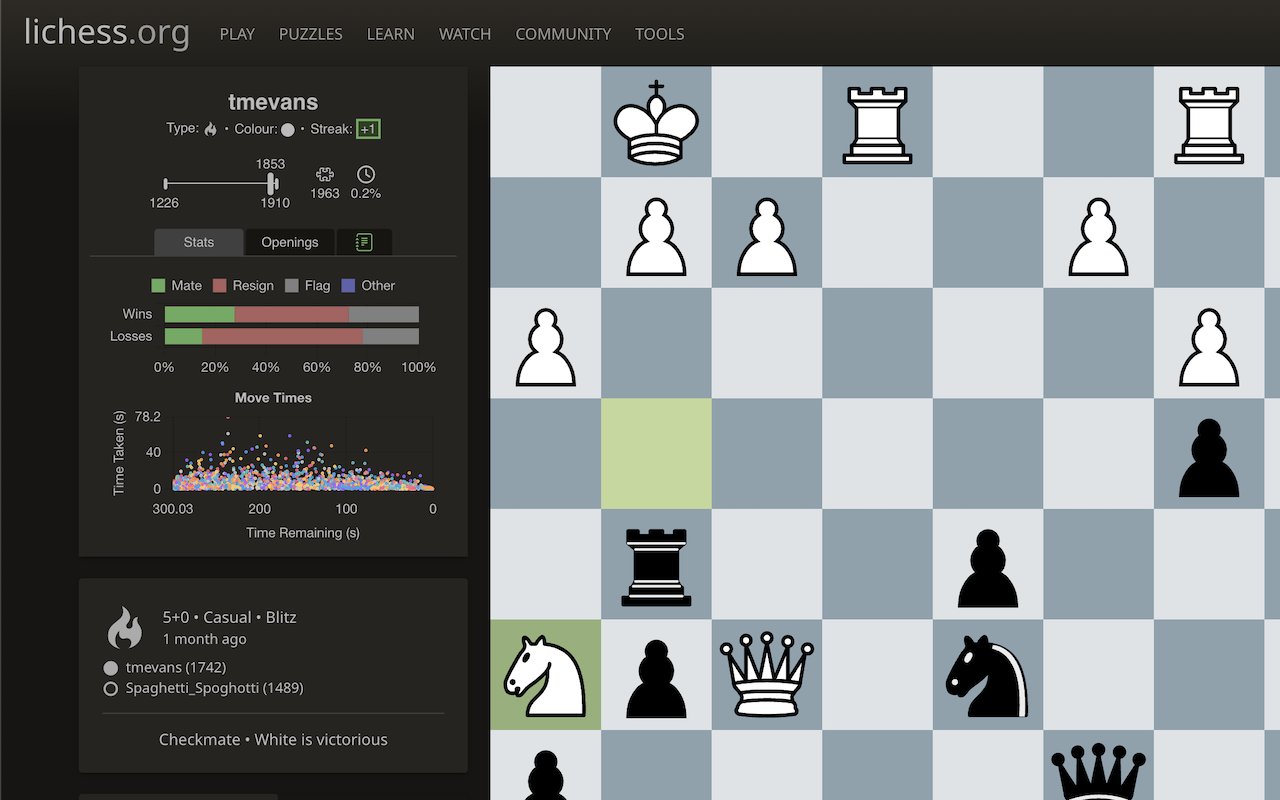 lichess.org PLAY PUZZLES LEARN WATCH COMMUNITY TOOLS
tmevans
Type: • Colour: • Streak: +1
1853
1226 1910 1963 0.2%
Stats Openings
Mate Resign Flag Other
Wins
Losses
0% 20% 40% 60% 80% 100%
Move Times
Time Taken (s)
78.2
40
0
300.03 200 100 0
Time Remaining (s)
5+0 • Casual • Blitz
1 month ago
tmevans (1742)
Spaghetti_Spoghotti (1489)
Checkmate • White is victorious